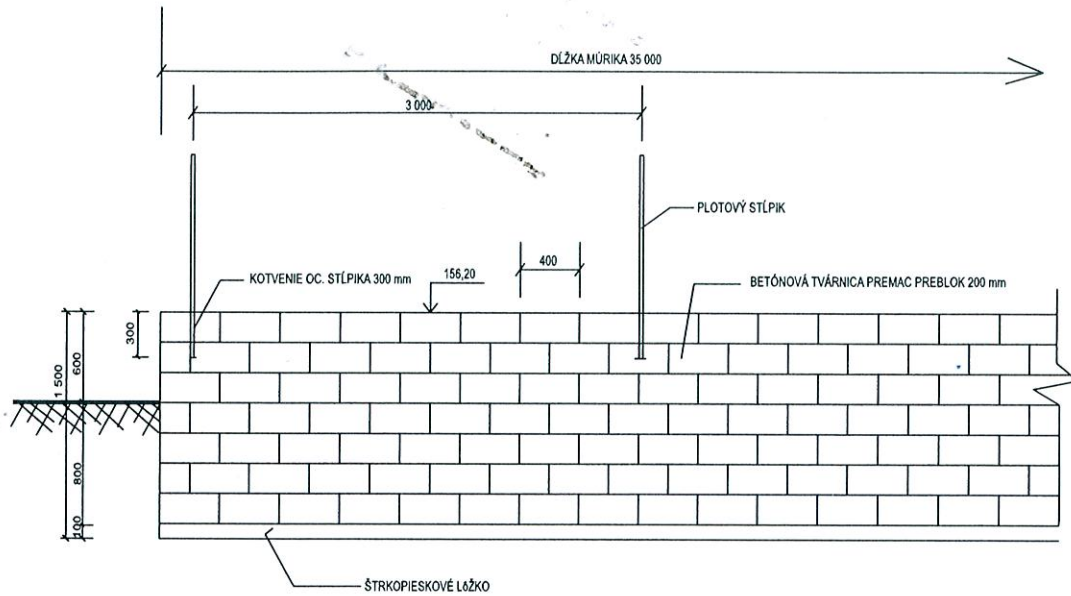 DĹŽKA MÚRIKA 35 000
3 000
PLOTOVÝ STĹPIK
KOTVENIE OC. STĹPIKA 300 mm
156,20
400
BETÓNOVÁ TVÁRNICA PREMAC PREBLOK 200 mm
300
600
1 500
800
100
ŠTRKOPIESKOVÉ LôŽKO